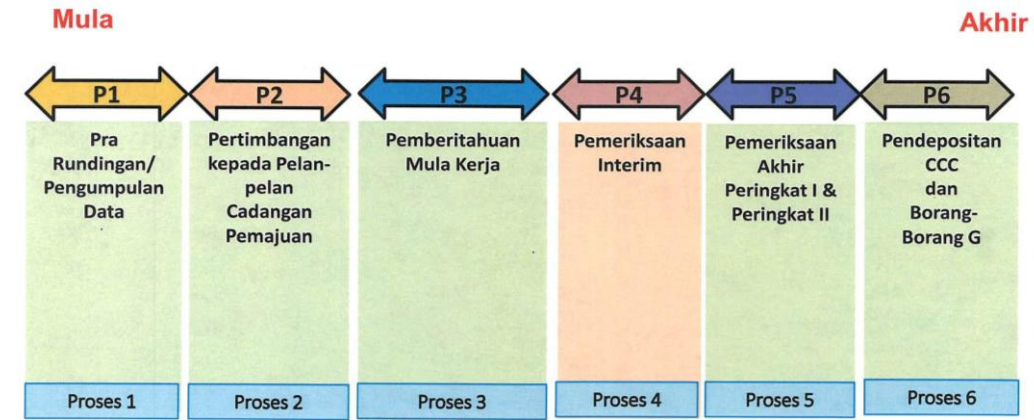 Mula
Akhir
P1
P2
P3
P4
P5
P6
Pra
Rundingan/
Pengumpulan
Data
Pertimbangan
kepada Pelan-
pelan
Cadangan
Pemajuan
Pemberitahuan
Mula Kerja
Pemeriksaan
Interim
Pemeriksaan
Akhir
Peringkat I &
Peringkat II
Pendepositan
CCC
dan
Borang-
Borang G
Proses 1
Proses 2
Proses 3
Proses 4
Proses 5
Proses 6